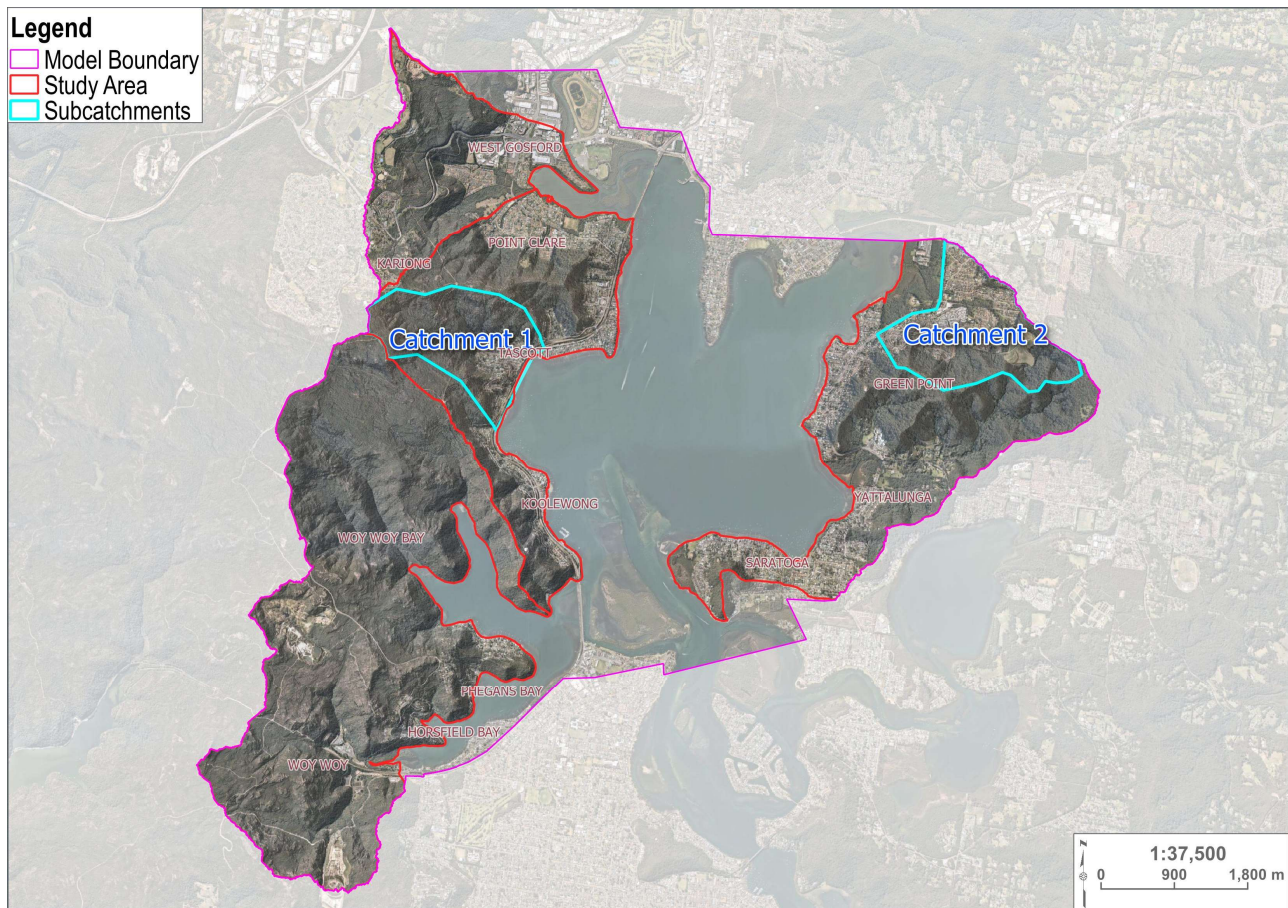 Legend
Model Boundary
Study Area
Subcatchments
WEST GOSFORD
POINT CLARE
KARIONG
Catchment 1
TASCOTT
Catchment 2
GREEN POINT
KOOLEWONG
YATTALUNGA
WOY WOY BAY
SARATOGA
PHEGANS BAY
HORSFIELD BAY
WOY WOY
1:37,500
0 900 1,800 m